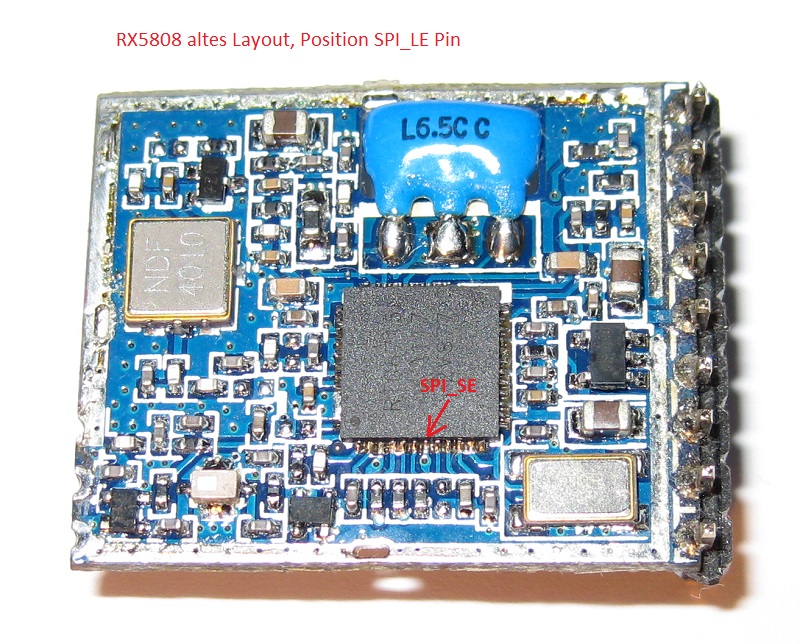 RX5808 altes Layout, Position SPI_LE Pin
L6.5C C
NDF
4010
SPI_SE